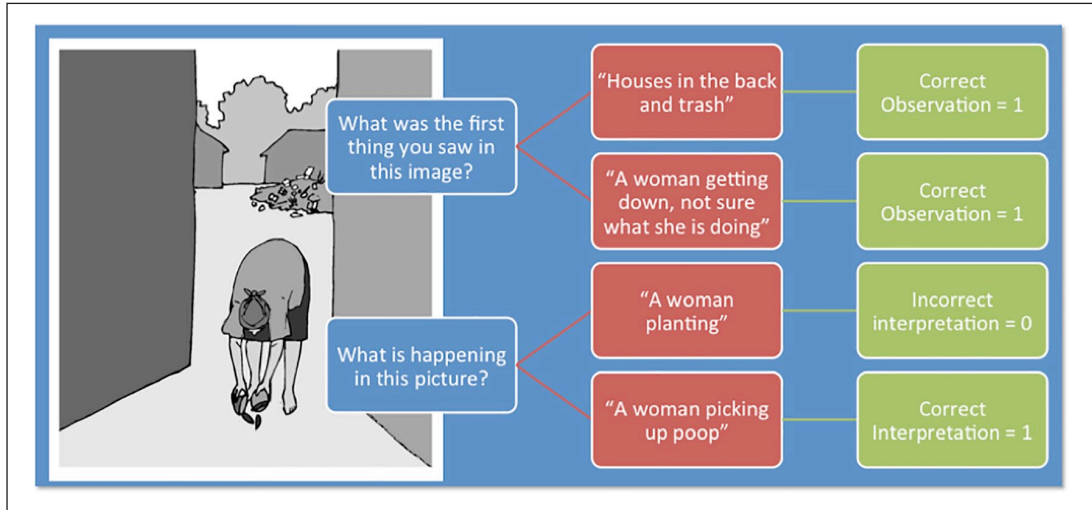 What was the first
thing you saw in
this image?
“Houses in the back
and trash”
Correct
Observation = 1
“A woman getting
down, not sure
what she is doing”
Correct
Observation = 1
What is happening
in this picture?
“A woman
planting”
Incorrect
interpretation = 0
“A woman picking
up poop”
Correct
Interpretation = 1